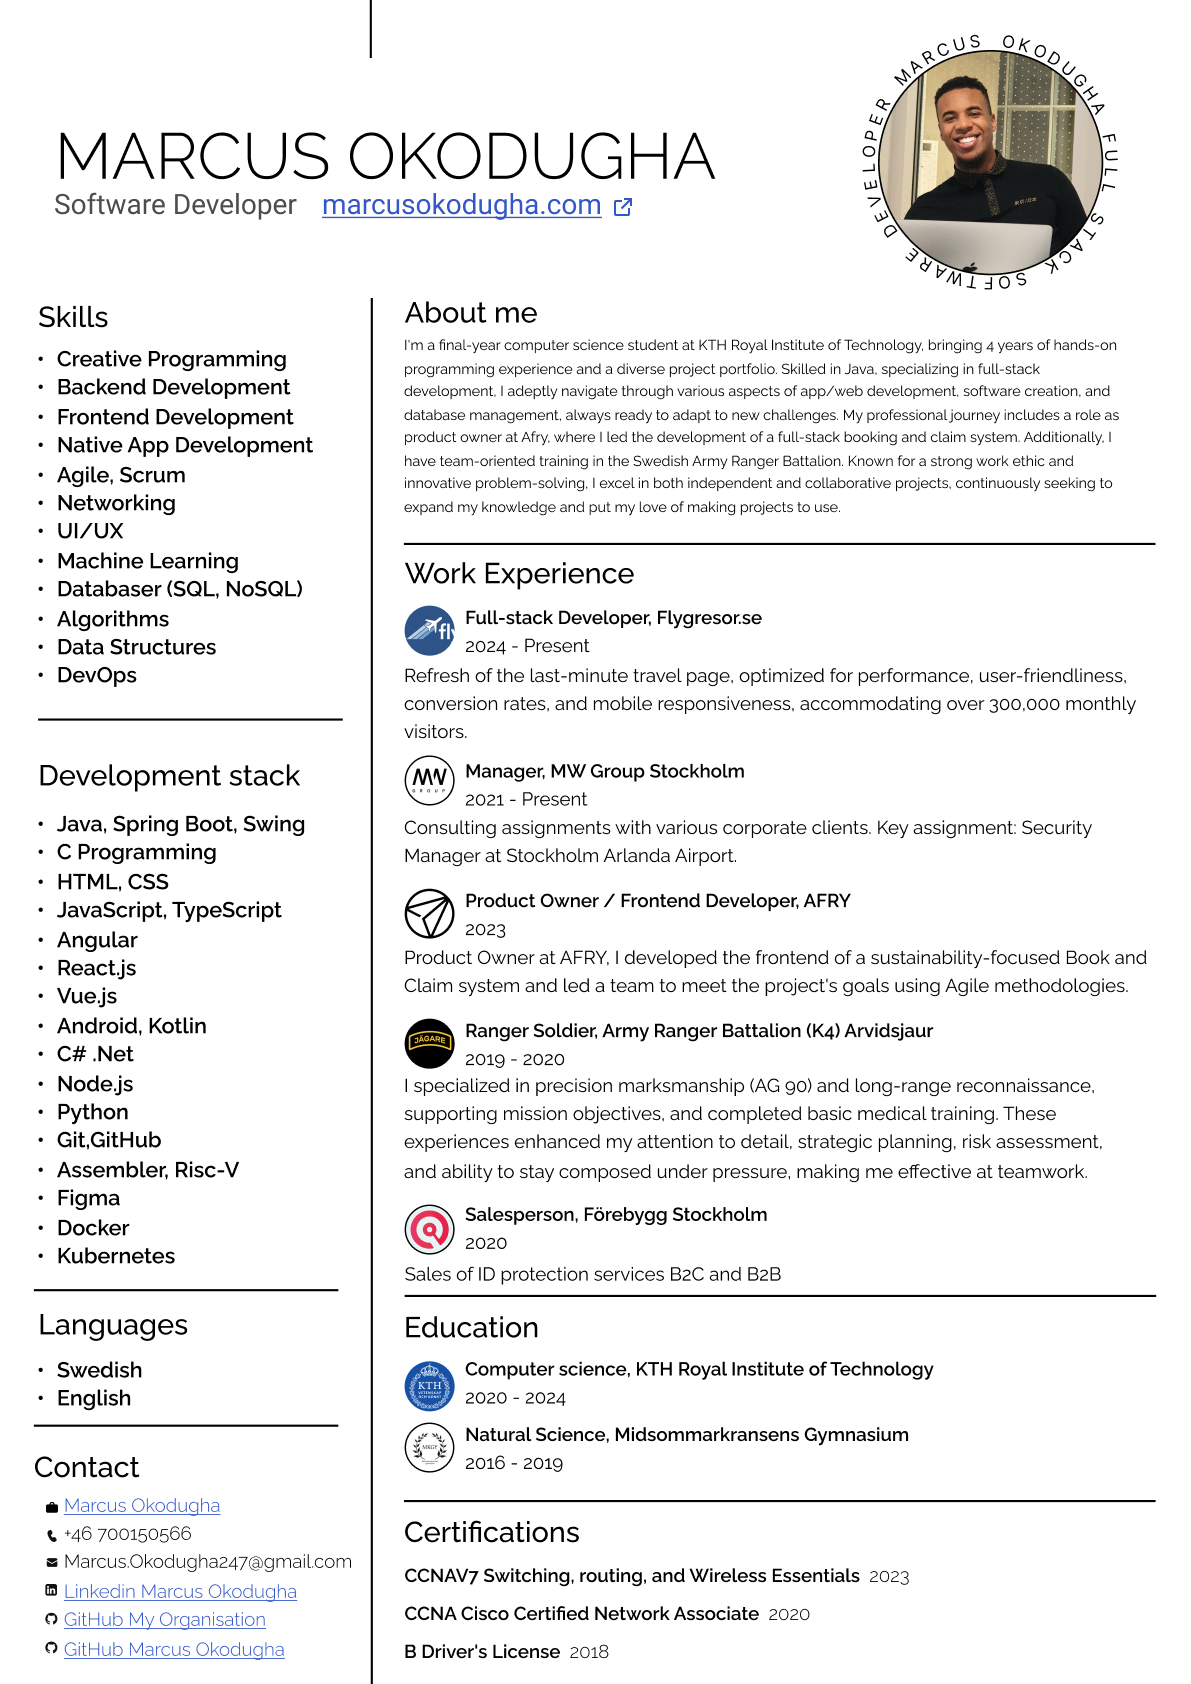 MARCUS OKODUGHA
Software Developer marcusokodugha.com
MARCUS OKODUGHA FULL STACK SOFTWARE DEVELOPER
Skills
• Creative Programming
• Backend Development
• Frontend Development
• Native App Development
• Agile, Scrum
• Networking
• UI/UX
• Machine Learning
• Databaser (SQL, NoSQL)
• Algorithms
• Data Structures
• DevOps
Development stack
• Java, Spring Boot, Swing
• C Programming
• HTML, CSS
• JavaScript, TypeScript
• Angular
• React.js
• Vue.js
• Android, Kotlin
• C# .Net
• Node.js
• Python
• Git,GitHub
• Assembler, Risc-V
• Figma
• Docker
• Kubernetes
Languages
• Swedish
• English
Contact
Marcus Okodugha
+46 700150566
Marcus.Okodugha247@gmail.com
Linkedin Marcus Okodugha
GitHub My Organisation
GitHub Marcus Okodugha
About me
I'm a final-year computer science student at KTH Royal Institute of Technology, bringing 4 years of hands-on
programming experience and a diverse project portfolio. Skilled in Java, specializing in full-stack
development, I adeptly navigate through various aspects of app/web development, software creation, and
database management, always ready to adapt to new challenges. My professional journey includes a role as
product owner at Afry, where I led the development of a full-stack booking and claim system. Additionally, I
have team-oriented training in the Swedish Army Ranger Battalion. Known for a strong work ethic and
innovative problem-solving, I excel in both independent and collaborative projects, continuously seeking to
expand my knowledge and put my love of making projects to use.
Work Experience
fly
Full-stack Developer, Flygresor.se
2024 - Present
Refresh of the last-minute travel page, optimized for performance, user-friendliness,
conversion rates, and mobile responsiveness, accommodating over 300,000 monthly
visitors.
MW
GROUP
Manager, MW Group Stockholm
2021 - Present
Consulting assignments with various corporate clients. Key assignment: Security
Manager at Stockholm Arlanda Airport.
Product Owner / Frontend Developer, AFRY
2023
Product Owner at AFRY, I developed the frontend of a sustainability-focused Book and
Claim system and led a team to meet the project's goals using Agile methodologies.
JÄGARE
Ranger Soldier, Army Ranger Battalion (K4) Arvidsjaur
2019 - 2020
I specialized in precision marksmanship (AG 90) and long-range reconnaissance,
supporting mission objectives, and completed basic medical training. These
experiences enhanced my attention to detail, strategic planning, risk assessment,
and ability to stay composed under pressure, making me effective at teamwork.
Salesperson, Förebygg Stockholm
2020
Sales of ID protection services B2C and B2B
Education
KTH
VETENSKAP
OCH KONST
Computer science, KTH Royal Institute of Technology
2020 - 2024
Natural Science, Midsommarkransens Gymnasium
2016 - 2019
Certifications
CCNAV7 Switching, routing, and Wireless Essentials 2023
CCNA Cisco Certified Network Associate 2020
B Driver's License 2018